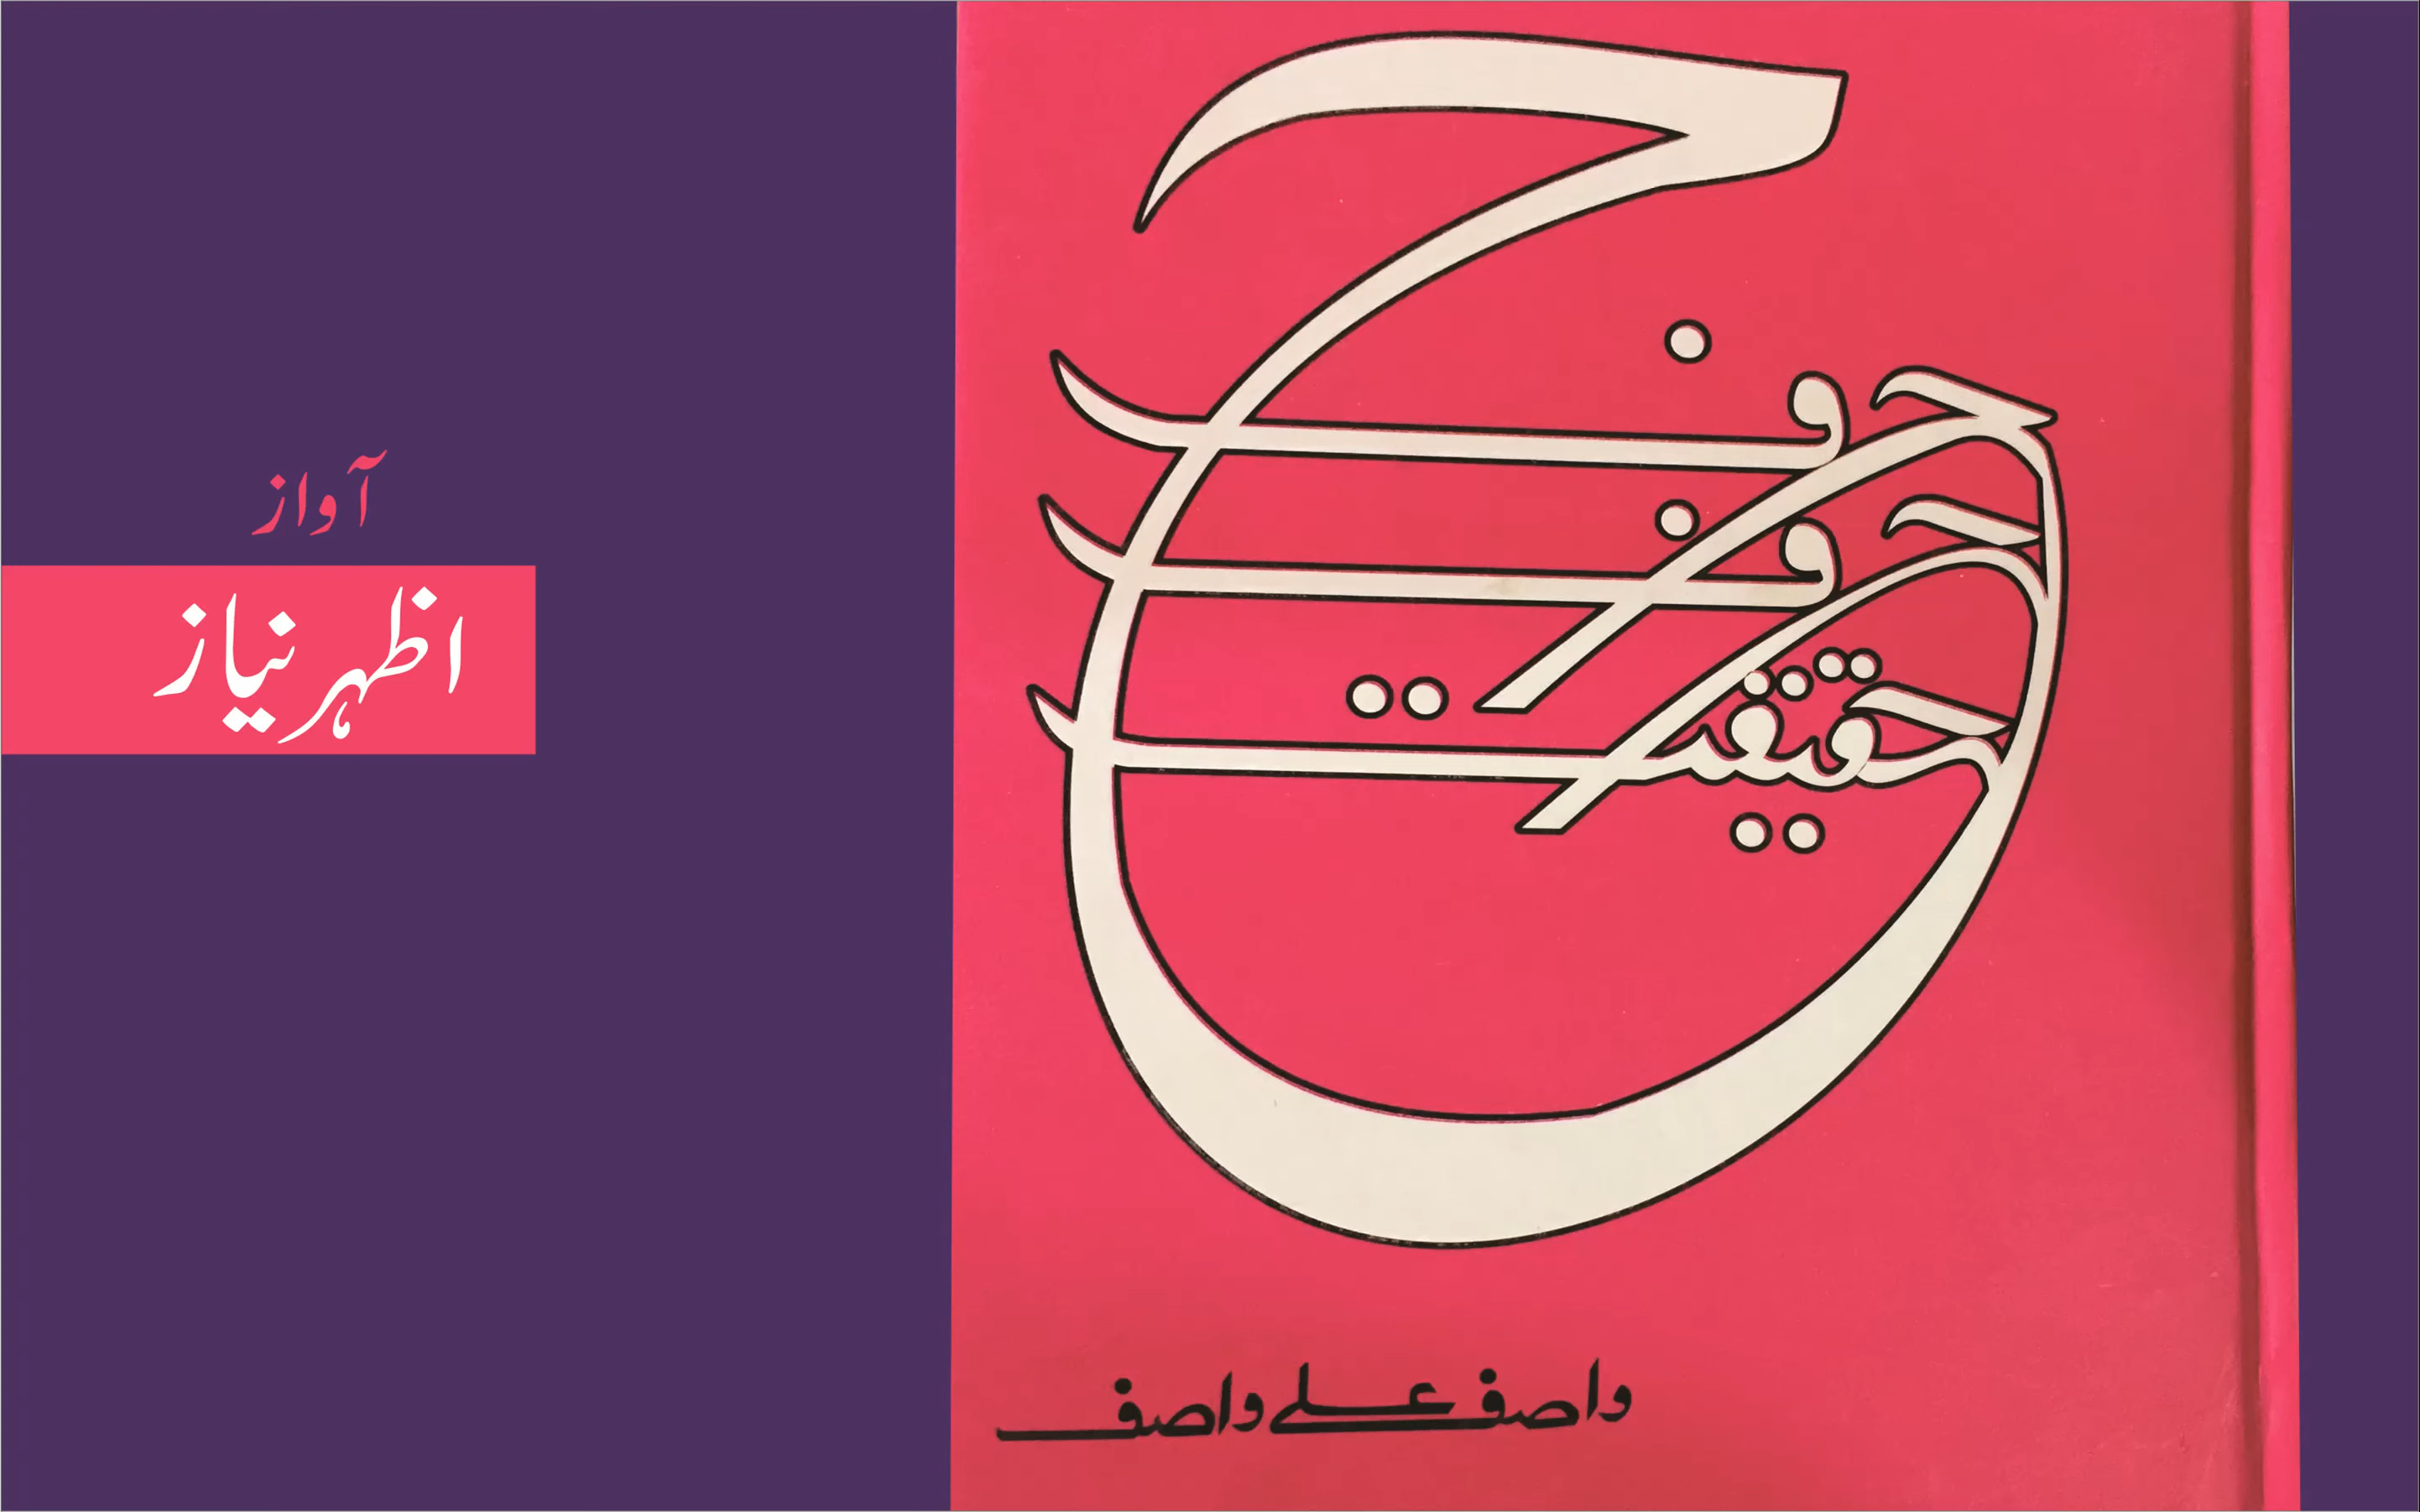 حرف حرف حقیقت
واصف علی واصف
آواز
اظہر نیاز